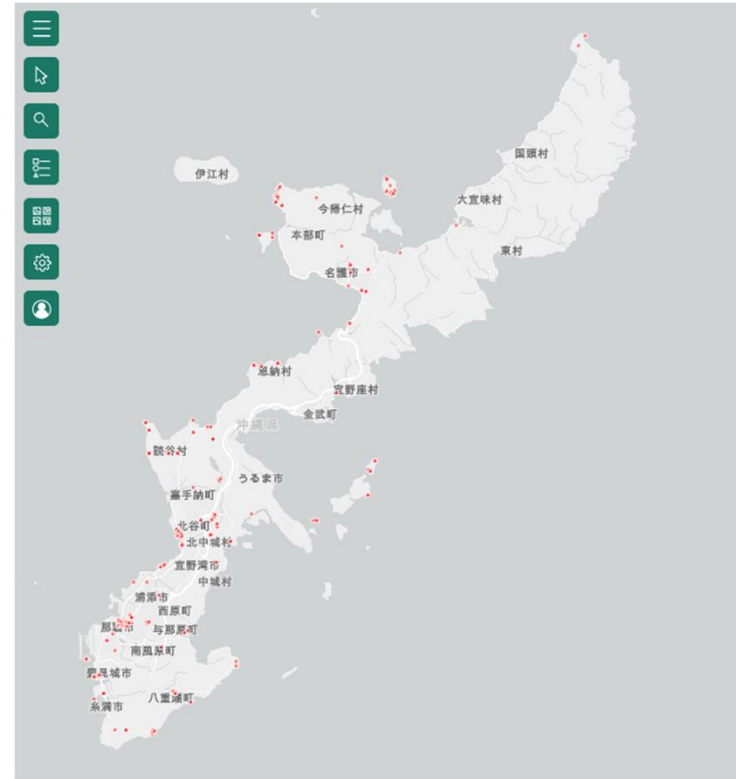 国頭村
伊江村
大宜味村
今帰仁村
本部町
東村
名護市
恩納村
宜野座村
金武町
沖縄県
読谷村
うるま市
嘉手納町
北谷町
北中城村
宜野湾市
中城村
浦添市
西原町
那覇市
与那原町
南風原町
豊見城市
八重瀬町
糸満市